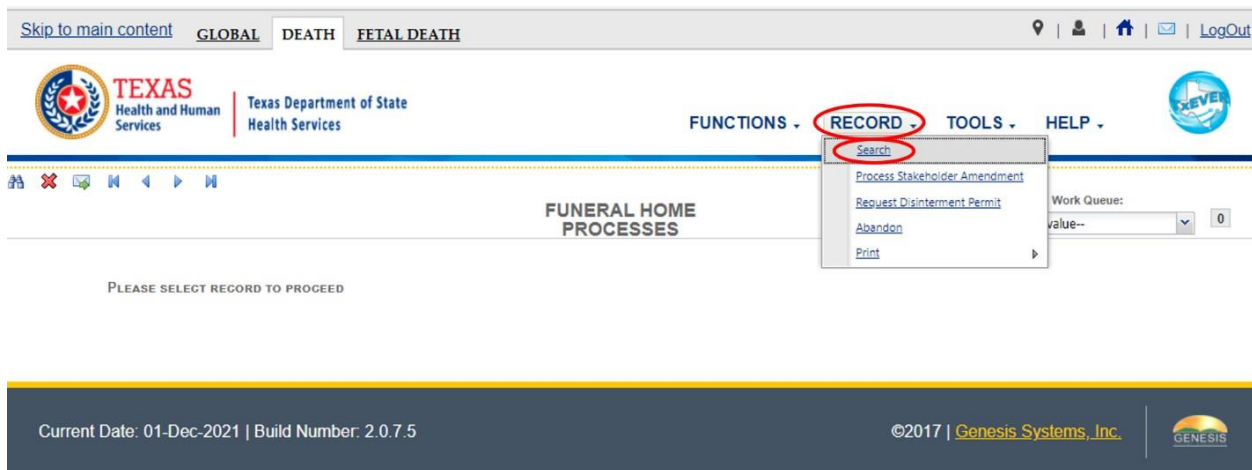 Skip to main content GLOBAL DEATH FETAL DEATH | | | | LogOut
TEXAS
Health and Human
Services
Texas Department of State
Health Services
FUNCTIONS RECORD TOOLS HELP
TxEVER
Search
Process Stakeholder Amendment
Request Disinterment Permit
Abandon
Print
FUNERAL HOME
PROCESSES
Work Queue:
value-- 0
PLEASE SELECT RECORD TO PROCEED
Current Date: 01-Dec-2021 | Build Number: 2.0.7.5 ©2017 | Genesis Systems, Inc.
GENESIS